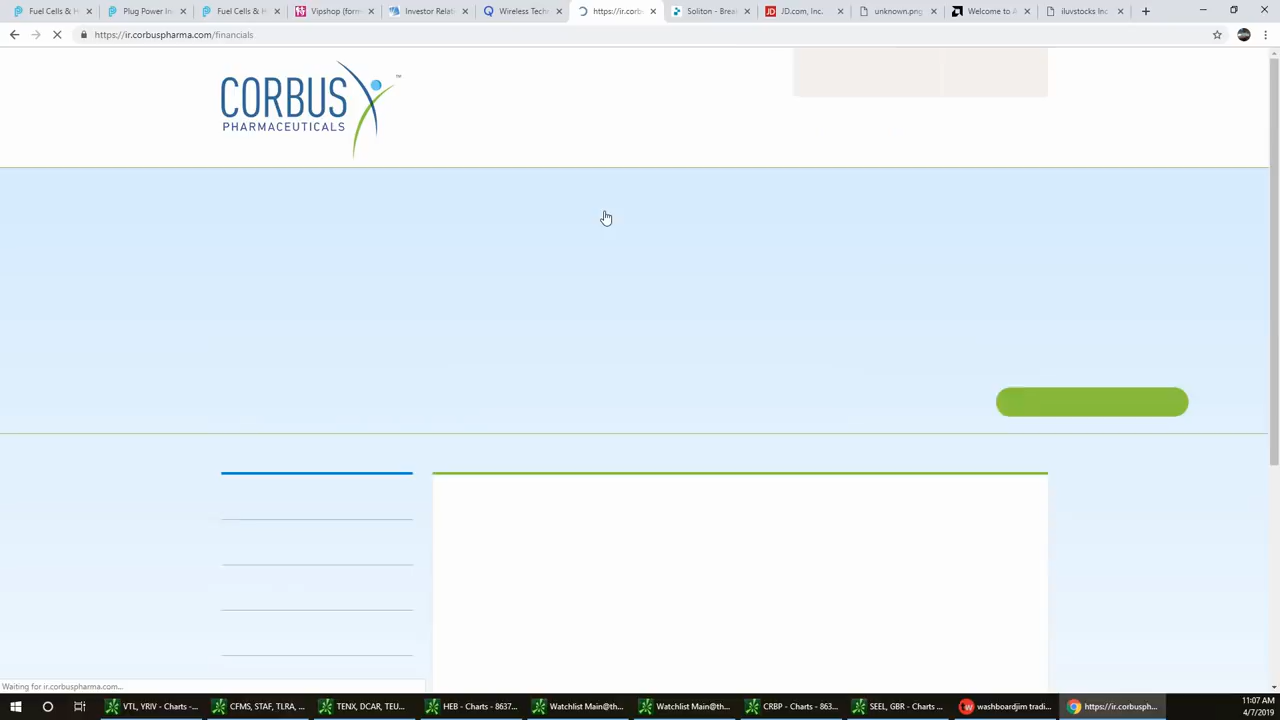 Fuel Cells & H
Plug Power In
Fuel Cells & H
Vipshop (form
Investor Relat
Wireless Tech
https://ir.corb
Soliton - Brea
JD.com, Inc.
unknown.png
Welcome to A
iluvstocks Inc
https://ir.corbuspharma.com/financials
CORBUS
PHARMACEUTICALS
TM
Waiting for ir.corbuspharma.com...
VTL, YRIV - Charts -...
CFMS, STAF, TLRA, ...
TENX, DCAR, TEU...
HEB - Charts - 8637...
Watchlist Main@th...
Watchlist Main@th...
CRBP - Charts - 863...
SEEL, GBR - Charts ...
washboardjim tradi...
https://ir.corbusph...
11:07 AM
4/7/2019